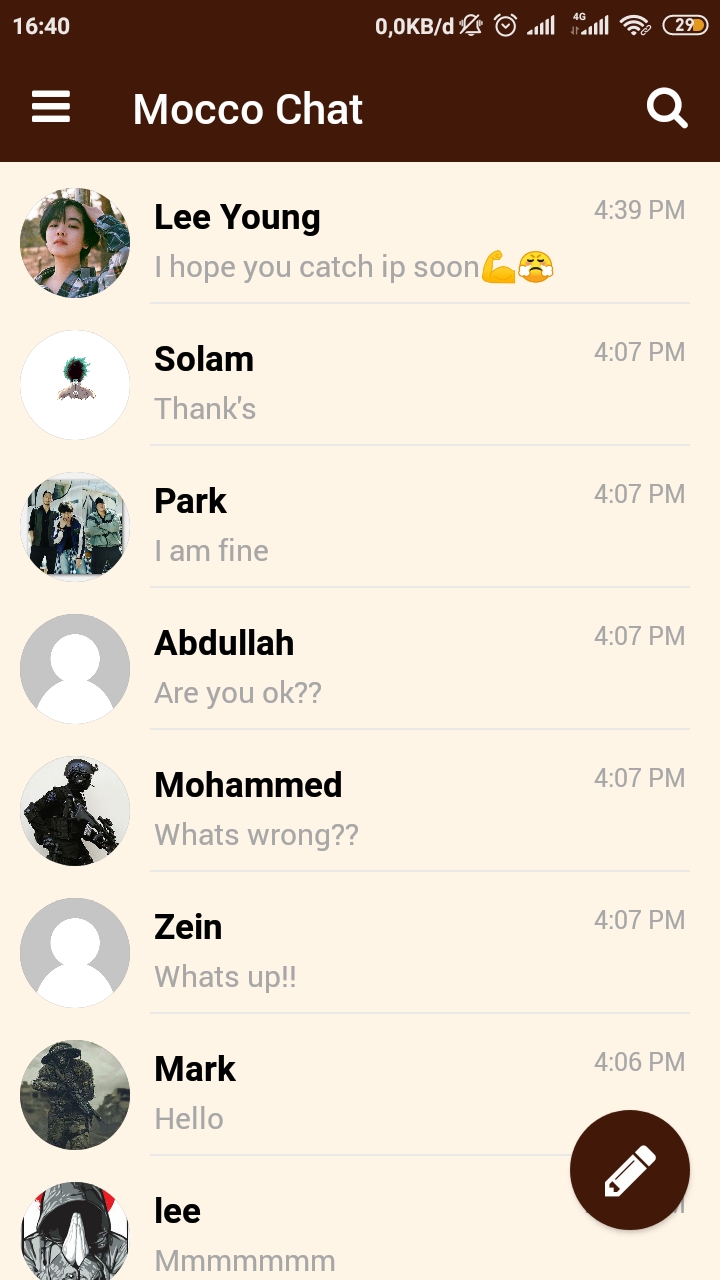 16:40 0,0KB/d 4G 29
Mocco Chat
Lee Young 4:39 PM
I hope you catch ip soon💪😤
Solam 4:07 PM
Thank's
Park 4:07 PM
I am fine
Abdullah 4:07 PM
Are you ok??
Mohammed 4:07 PM
Whats wrong??
Zein 4:07 PM
Whats up!!
Mark 4:06 PM
Hello
lee
Mmmmmmm